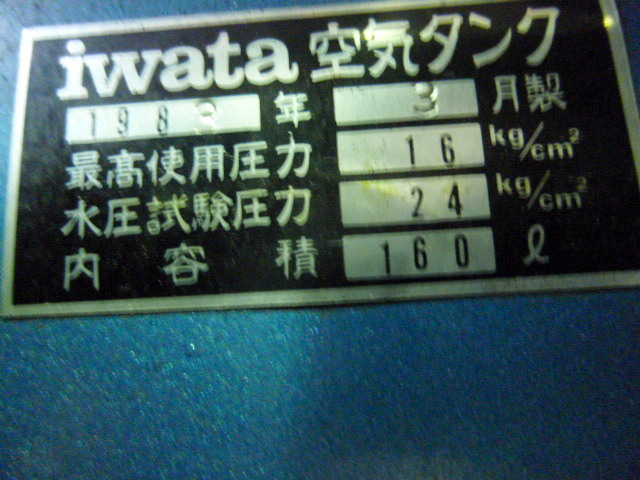 iwata 空気タンク
1983 年 3 月製
最高使用圧力 16 kg/cm²
水圧試験圧力 24 kg/cm²
内容積 160 ℓ